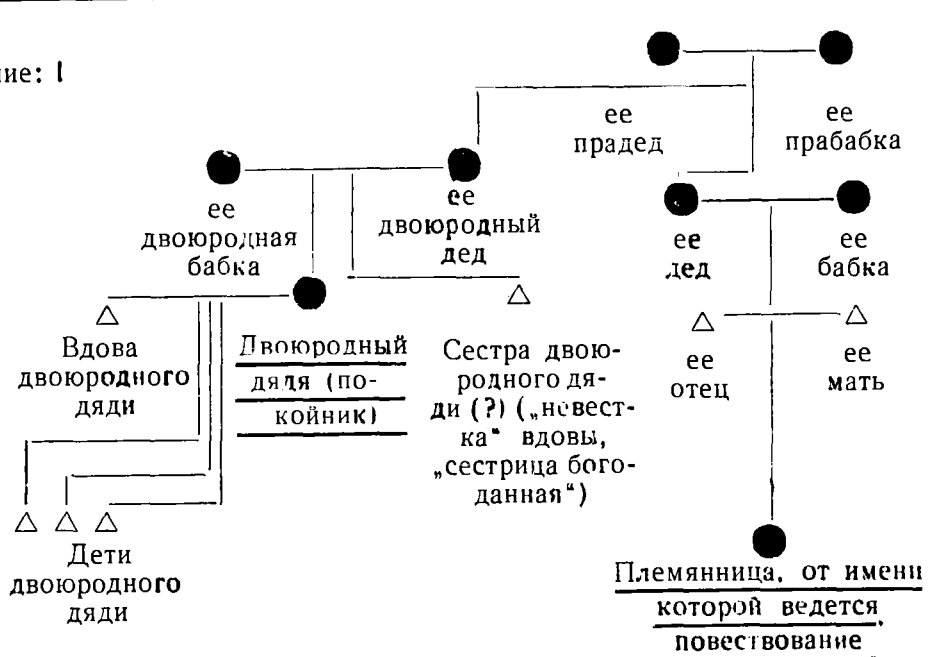 ние: 1
ее
прадед
ее
прабабка
ее
двоюродная
бабка
ее
двоюродный
дед
ее
дед
ее
бабка
Вдова
двоюродного
дяди
Двоюродный
дядя (по-
койник)
Сестра двою-
родного дя-
ди (?) („невест-
ка“ вдовы,
„сестрица бого-
данная“)
ее
отец
ее
мать
Дети
двоюродного
дяди
Племянница, от имени
которой ведется
повествование